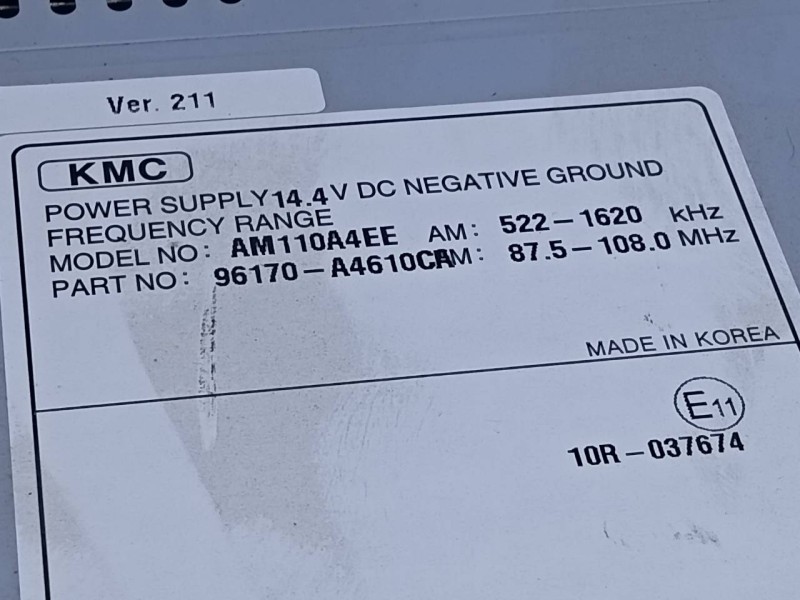 Ver. 211
KMC
POWER SUPPLY 14.4V DC NEGATIVE GROUND
FREQUENCY RANGE AM: 522-1620 kHz
MODEL NO: AM110A4EE
PART NO: 96170-A4610CA M: 87.5-108.0 MHz
MADE IN KOREA
E11
10R-037674